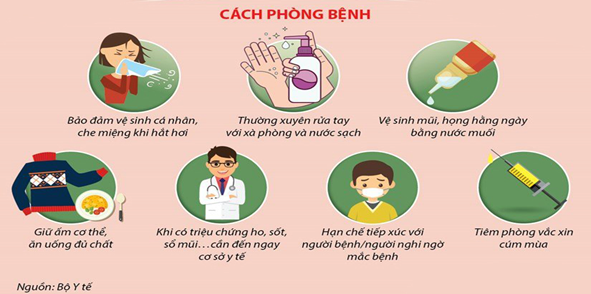 CÁCH PHÒNG BỆNH
Bảo đảm vệ sinh cá nhân,
che miệng khi hắt hơi
Thường xuyên rửa tay
với xà phòng và nước sạch
Vệ sinh mũi, họng hằng ngày
bằng nước muối
Giữ ấm cơ thể,
ăn uống đủ chất
Khi có triệu chứng ho, sốt,
sổ mũi...cần đến ngay
cơ sở y tế
Hạn chế tiếp xúc với
người bệnh/người nghi ngờ
mắc bệnh
Tiêm phòng vắc xin
cúm mùa
Nguồn: Bộ Y tế